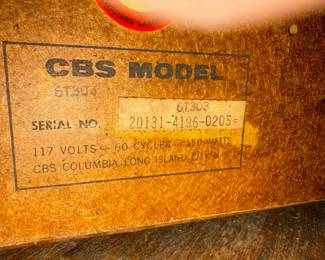 CBS MODEL
6T303
6T303
SERIAL NO. 20131-4196-0205
117 VOLTS - 60 CYCLES - 150 WATTS
CBS COLUMBIA, LONG ISLAND CITY